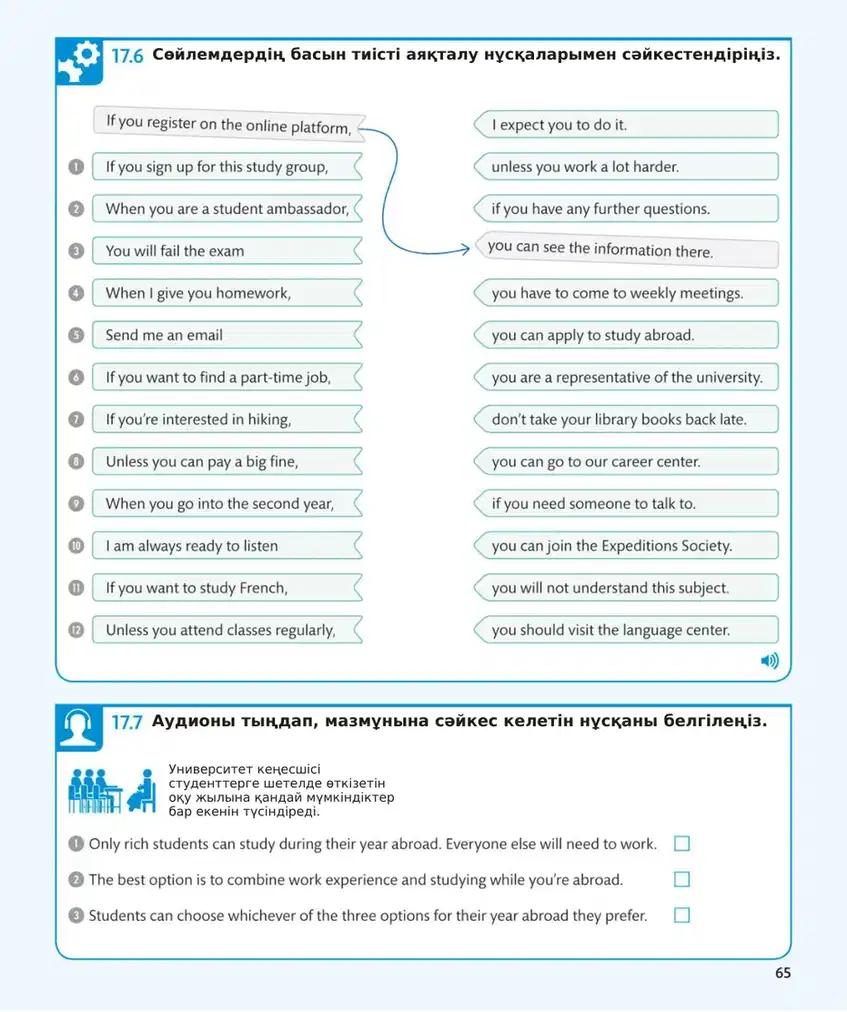 17.6 Сөйлемдердің басын тиісті аяқталу нұсқаларымен сәйкестендіріңіз.
If you register on the online platform,
I expect you to do it.
1 If you sign up for this study group,
unless you work a lot harder.
2 When you are a student ambassador,
if you have any further questions.
3 You will fail the exam
you can see the information there.
4 When I give you homework,
you have to come to weekly meetings.
5 Send me an email
you can apply to study abroad.
6 If you want to find a part-time job,
you are a representative of the university.
7 If you're interested in hiking,
don't take your library books back late.
8 Unless you can pay a big fine,
you can go to our career center.
9 When you go into the second year,
if you need someone to talk to.
10 I am always ready to listen
you can join the Expeditions Society.
11 If you want to study French,
you will not understand this subject.
12 Unless you attend classes regularly,
you should visit the language center.
17.7 Аудионы тыңдап, мазмұнына сәйкес келетін нұсқаны белгілеңіз.
Университет кеңесшісі
студенттерге шетелде өткізетін
оқу жылына қандай мүмкіндіктер
бар екенін түсіндіреді.
1 Only rich students can study during their year abroad. Everyone else will need to work.
2 The best option is to combine work experience and studying while you're abroad.
3 Students can choose whichever of the three options for their year abroad they prefer.
65